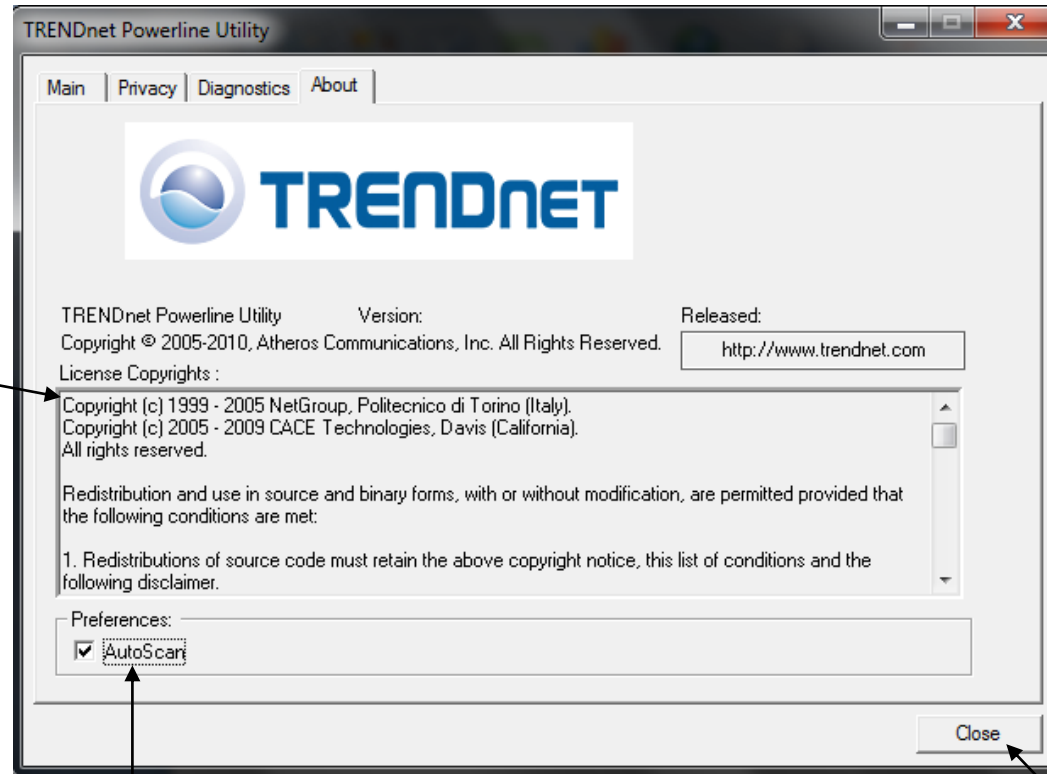 TRENDnet Powerline Utility
Main Privacy Diagnostics About
TRENDNET
TRENDnet Powerline Utility Version: Released:
Copyright © 2005-2010, Atheros Communications, Inc. All Rights Reserved. http://www.trendnet.com
License Copyrights :
Copyright (c) 1999 - 2005 NetGroup, Politecnico di Torino (Italy).
Copyright (c) 2005 - 2009 CACE Technologies, Davis (California).
All rights reserved.
Redistribution and use in source and binary forms, with or without modification, are permitted provided that
the following conditions are met:
1. Redistributions of source code must retain the above copyright notice, this list of conditions and the
following disclaimer.
Preferences:
AutoScan
Close